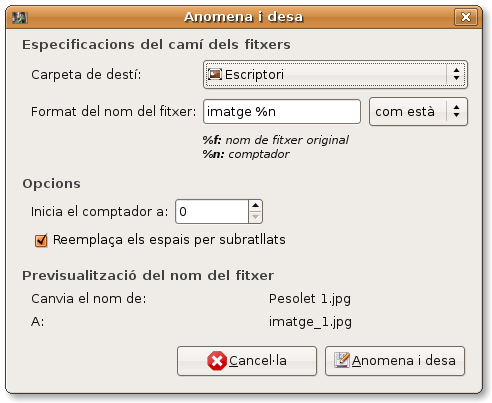 Anomena i desa
Especificacions del camí dels fitxers
Carpeta de destí: Escriptori
Format del nom del fitxer: imatge %n com està
%f: nom de fitxer original
%n: comptador
Opcions
Inicia el comptador a: 0
Reemplaça els espais per subratllats
Previsualització del nom del fitxer
Canvia el nom de: Pesolet 1.jpg
A: imatge_1.jpg
Cancel·la Anomena i desa